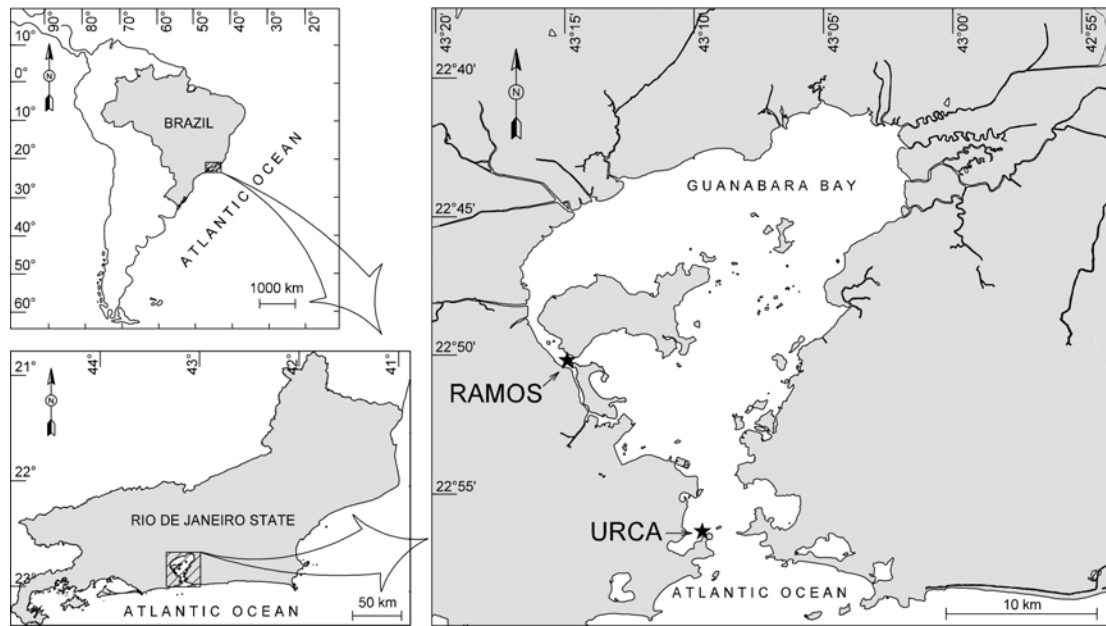 90° 80° 70° 60° 50° 40° 30° 20°
10°
0°
10°
20°
30°
40°
50°
60°
N
BRAZIL
ATLANTIC OCEAN
1000 km
44° 43° 42° 41°
21°
22°
23°
N
RIO DE JANEIRO STATE
ATLANTIC OCEAN
50 km
43°20' 43°15' 43°10' 43°05' 43°00' 42°55'
22°40'
22°45'
22°50'
22°55'
N
GUANABARA BAY
RAMOS
URCA
ATLANTIC OCEAN
10 km